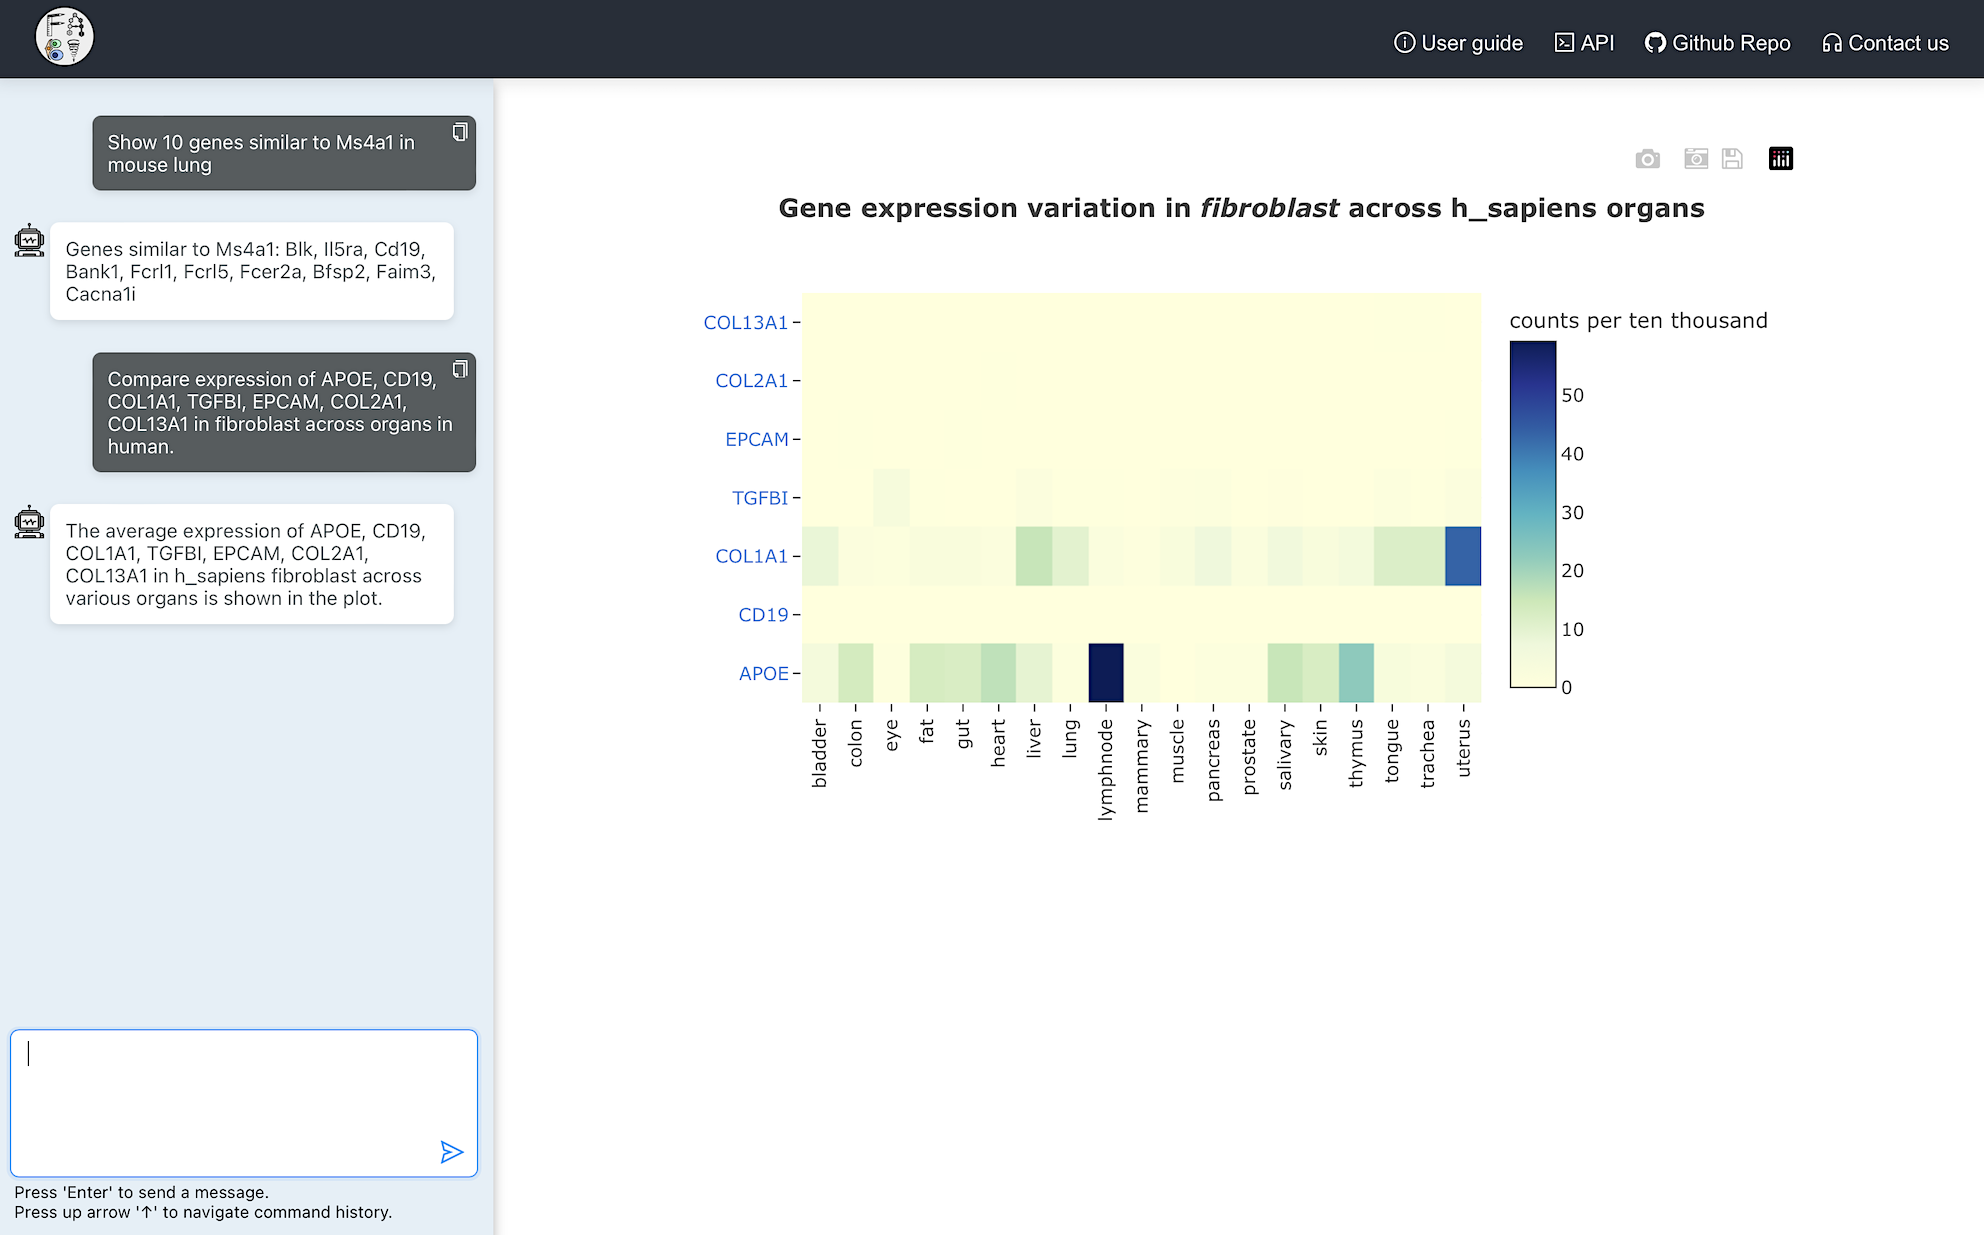 User guide
API
Github Repo
Contact us
Show 10 genes similar to Ms4a1 in
mouse lung
Genes similar to Ms4a1: Blk, Il5ra, Cd19,
Bank1, Fcrl1, Fcrl5, Fcer2a, Bfsp2, Faim3,
Cacna1i
Compare expression of APOE, CD19,
COL1A1, TGFBI, EPCAM, COL2A1,
COL13A1 in fibroblast across organs in
human.
The average expression of APOE, CD19,
COL1A1, TGFBI, EPCAM, COL2A1,
COL13A1 in h_sapiens fibroblast across
various organs is shown in the plot.
Press 'Enter' to send a message.
Press up arrow '↑' to navigate command history.
Gene expression variation in fibroblast across h_sapiens organs
COL13A1
COL2A1
EPCAM
TGFBI
COL1A1
CD19
APOE
bladder
colon
eye
fat
gut
heart
liver
lung
lymphnode
mammary
muscle
pancreas
prostate
salivary
skin
thymus
tongue
trachea
uterus
counts per ten thousand
50
40
30
20
10
0